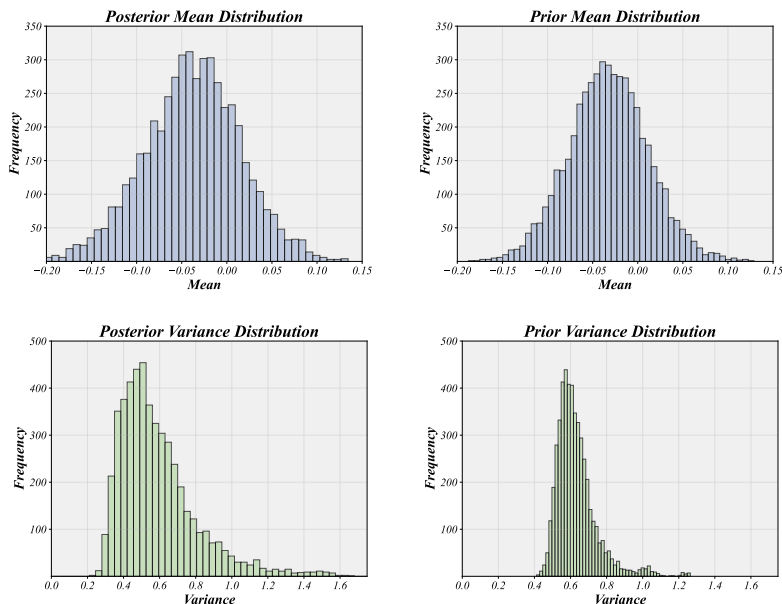 Posterior Mean Distribution
Prior Mean Distribution
350
300
250
200
150
100
50
Frequency
−0.20 −0.15 −0.10 −0.05 0.00 0.05 0.10 0.15
Mean
350
300
250
200
150
100
50
Frequency
−0.20 −0.15 −0.10 −0.05 0.00 0.05 0.10 0.15
Mean
Posterior Variance Distribution
Prior Variance Distribution
500
400
300
200
100
Frequency
0.0 0.2 0.4 0.6 0.8 1.0 1.2 1.4 1.6
Variance
500
400
300
200
100
Frequency
0.0 0.2 0.4 0.6 0.8 1.0 1.2 1.4 1.6
Variance